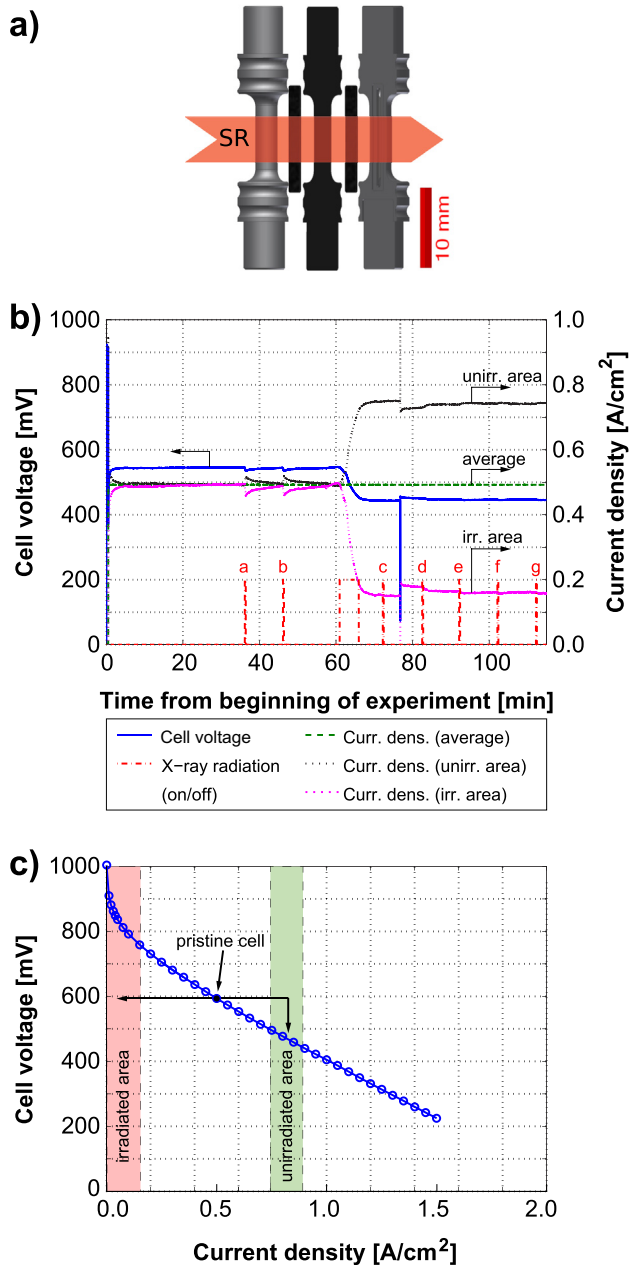 a)
SR
10 mm
b)
1000
800
600
400
200
0
Cell voltage [mV]
1.0
0.8
0.6
0.4
0.2
0.0
Current density [A/cm²]
unirr. area
average
irr. area
a b c d e f g
0 20 40 60 80 100
Time from beginning of experiment [min]
Cell voltage
X−ray radiation
(on/off)
Curr. dens. (average)
Curr. dens. (unirr. area)
Curr. dens. (irr. area)
c)
1000
800
600
400
200
0
Cell voltage [mV]
pristine cell
irradiated area
unirradiated area
0.0 0.5 1.0 1.5 2.0
Current density [A/cm²]